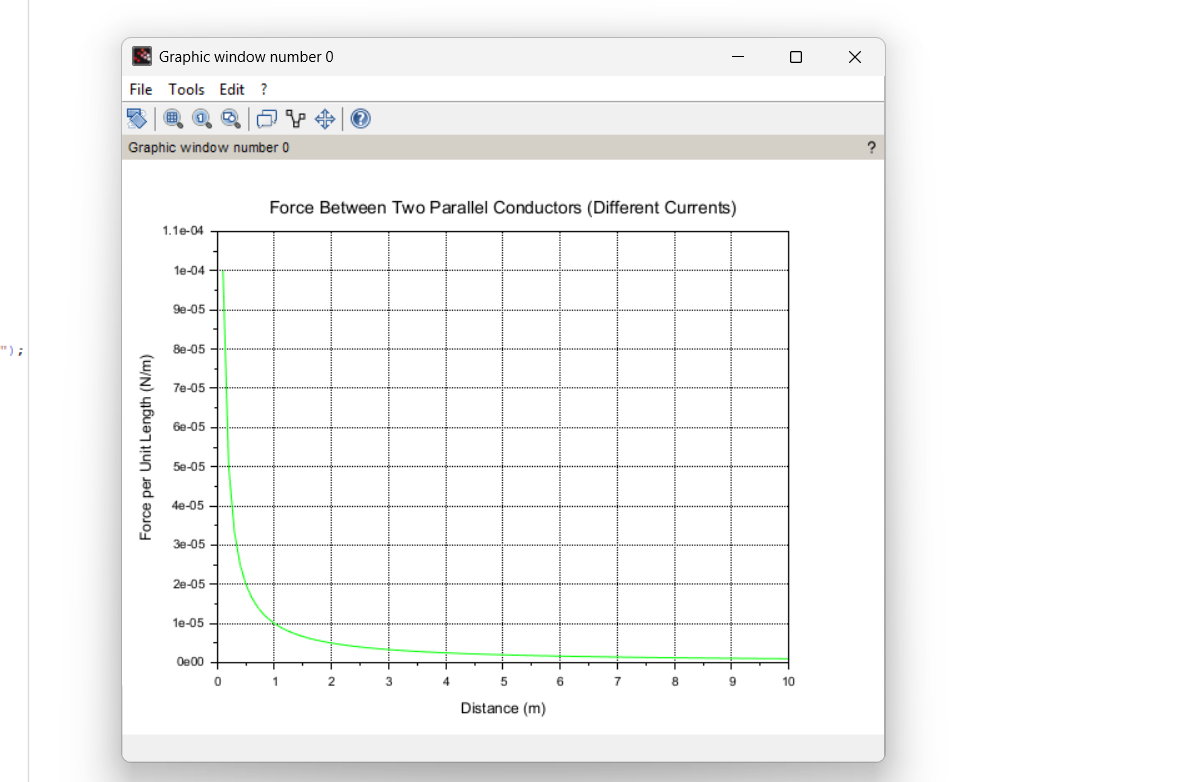 Graphic window number 0
File Tools Edit ?
Graphic window number 0 ?
Force Between Two Parallel Conductors (Different Currents)
1.1e-04
1e-04
9e-05
8e-05
7e-05
6e-05
5e-05
4e-05
3e-05
2e-05
1e-05
0e00
Force per Unit Length (N/m)
0 1 2 3 4 5 6 7 8 9 10
Distance (m)
");